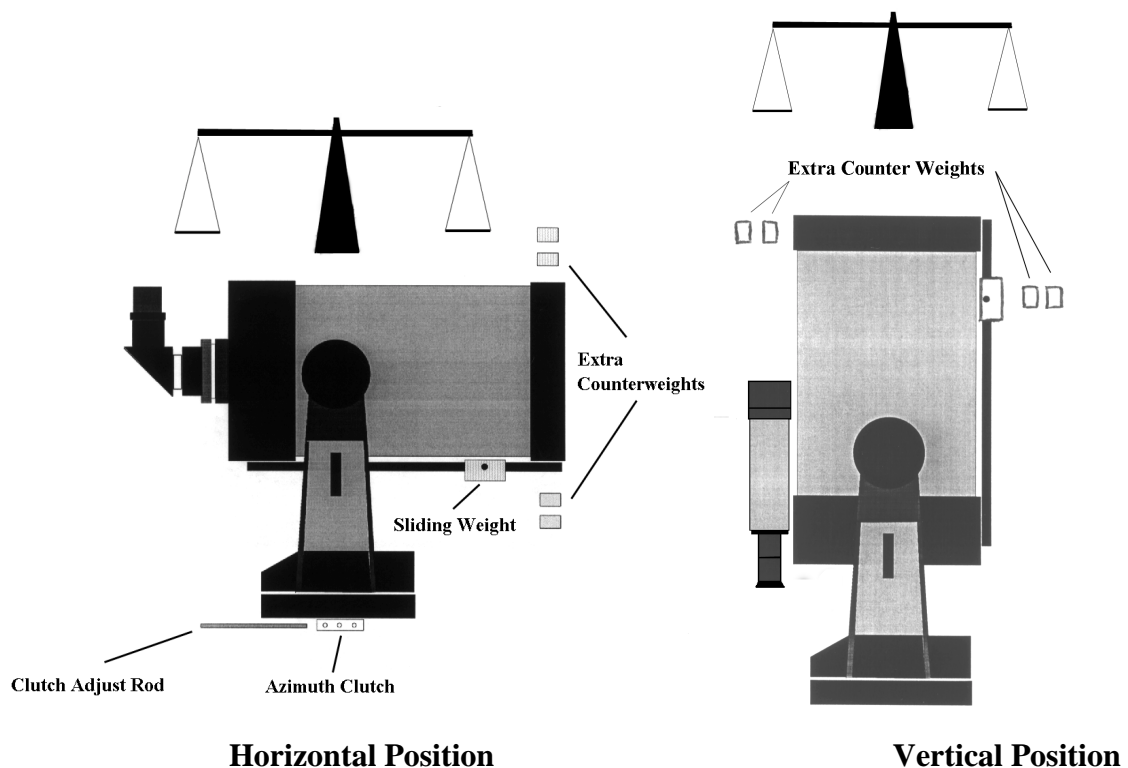 Extra Counter Weights
Extra
Counterweights
Sliding Weight
Clutch Adjust Rod
Azimuth Clutch
Horizontal Position
Vertical Position